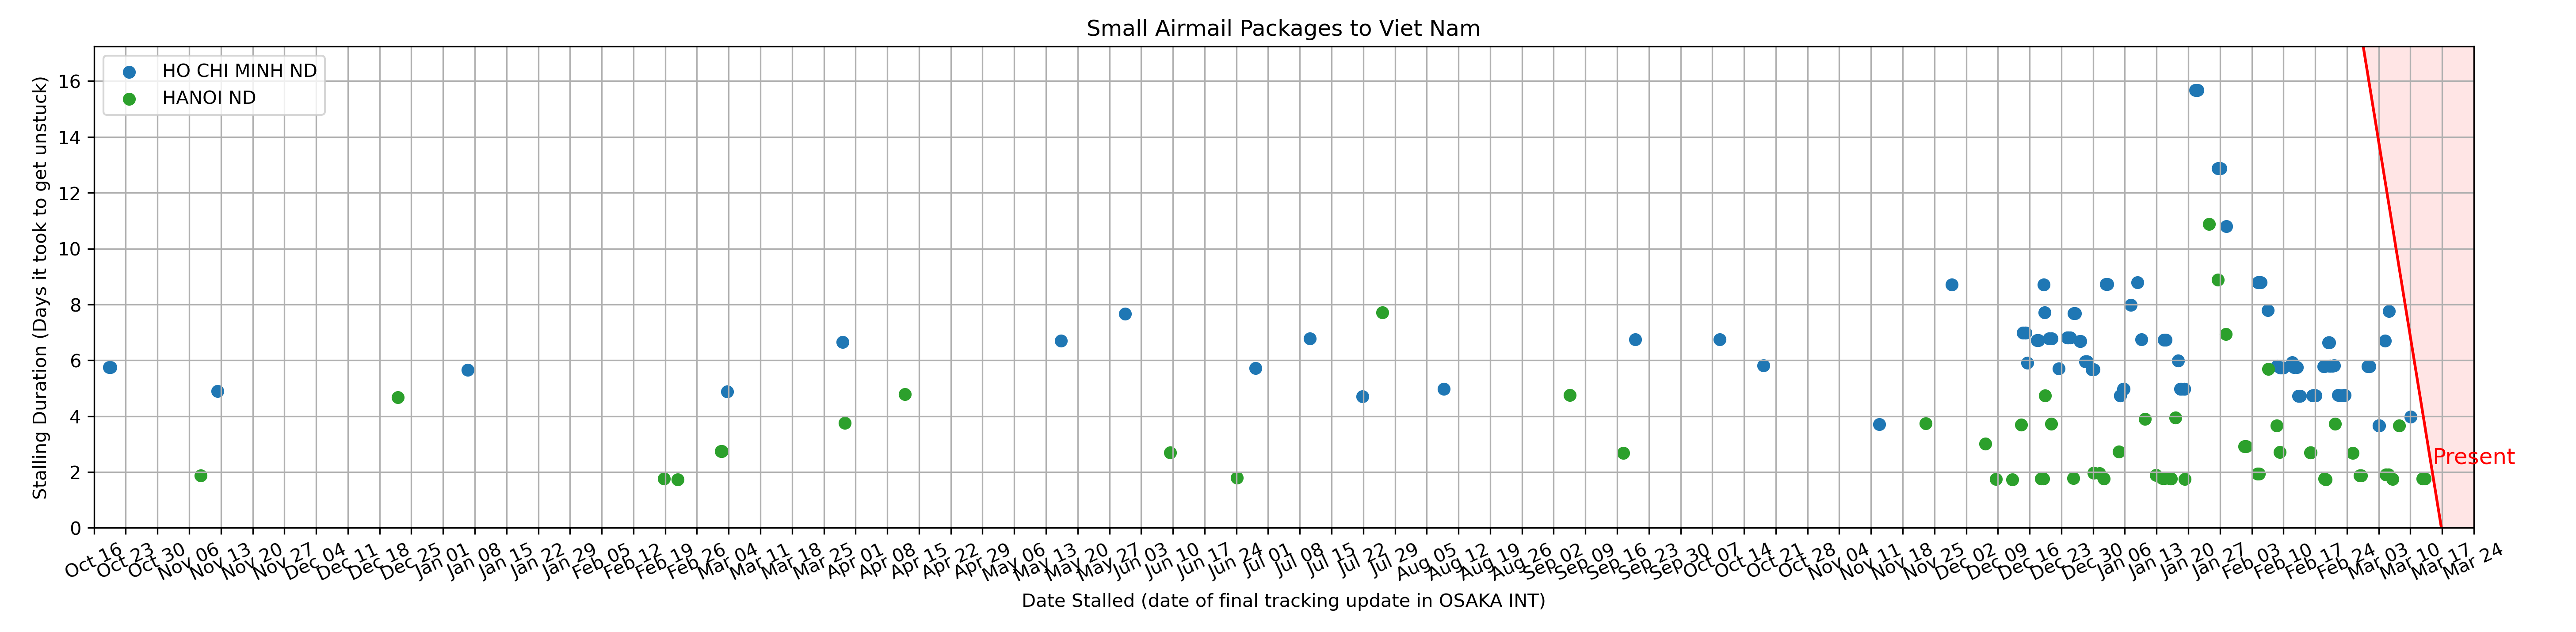 Small Airmail Packages to Viet Nam
HO CHI MINH ND
HANOI ND
Stalling Duration (Days it took to get unstuck)
16
14
12
10
8
6
4
2
0
Present
Oct 16 Oct 23 Oct 30 Nov 06 Nov 13 Nov 20 Nov 27 Dec 04 Dec 11 Dec 18 Dec 25 Jan 01 Jan 08 Jan 15 Jan 22 Jan 29 Feb 05 Feb 12 Feb 19 Feb 26 Mar 04 Mar 11 Mar 18 Mar 25 Apr 01 Apr 08 Apr 15 Apr 22 Apr 29 May 06 May 13 May 20 May 27 Jun 03 Jun 10 Jun 17 Jun 24 Jul 01 Jul 08 Jul 15 Jul 22 Jul 29 Aug 05 Aug 12 Aug 19 Aug 26 Sep 02 Sep 09 Sep 16 Sep 23 Sep 30 Oct 07 Oct 14 Oct 21 Oct 28 Nov 04 Nov 11 Nov 18 Nov 25 Dec 02 Dec 09 Dec 16 Dec 23 Dec 30 Jan 06 Jan 13 Jan 20 Jan 27 Feb 03 Feb 10 Feb 17 Feb 24 Mar 03 Mar 10 Mar 17 Mar 24
Date Stalled (date of final tracking update in OSAKA INT)